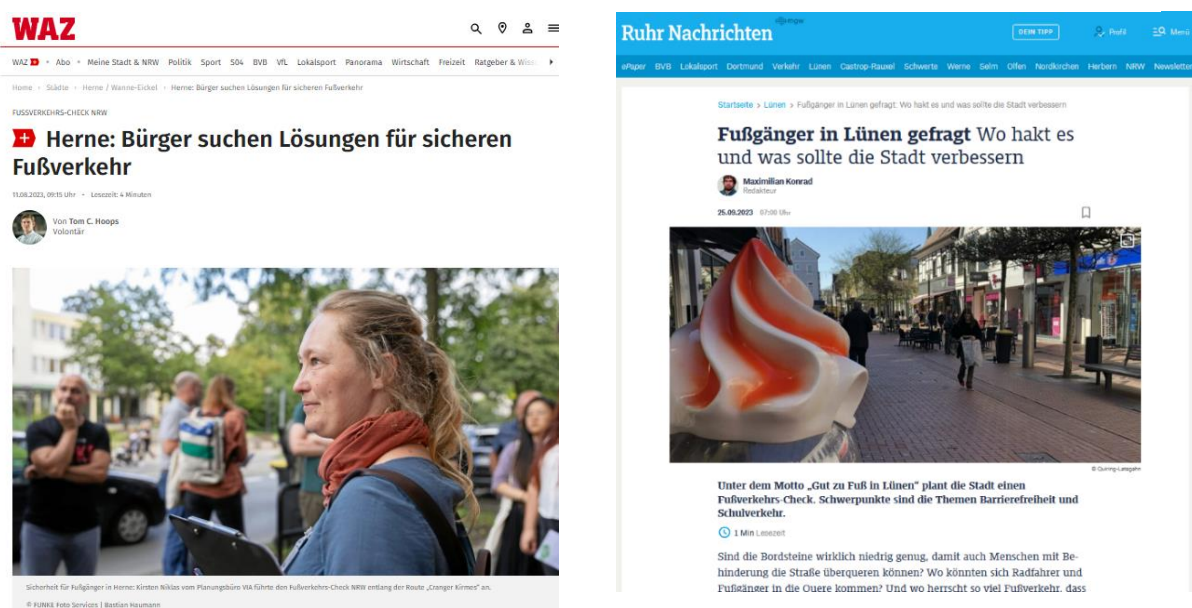 WAZ
WAZ+ • Abo • Meine Stadt & NRW Politik Sport S04 BVB VfL Lokalsport Panorama Wirtschaft Freizeit Ratgeber &
Home › Städte › Herne / Wanne-Eickel › Herne: Bürger suchen Lösungen für sicheren Fußverkehr
FUSSVERKEHRS-CHECK NRW
+ Herne: Bürger suchen Lösungen für sicheren
Fußverkehr
11.08.2023, 09:15 Uhr • Lesezeit: 4 Minuten
Von Tom C. Hoops
Volontär
Sicherheit für Fußgänger in Herne: Kirsten Niklas vom Planungsbüro VIA führte den Fußverkehrs-Check NRW entlang der Route „Cranger Kirmes“ an.
© FUNKE Foto Services | Bastian Haumann
Ruhr Nachrichten
DEIN TIPP Profil Menü
ePaper BVB Lokalsport Dortmund Verkehr Lünen Castrop-Rauxel Schwerte Werne Selm Olfen Nordkirchen Herbern NRW Newsletter
Startseite > Lünen > Fußgänger in Lünen gefragt: Wo hakt es und was sollte die Stadt verbessern
Fußgänger in Lünen gefragt Wo hakt es
und was sollte die Stadt verbessern
Maximilian Konrad
Redakteur
25.09.2023 07:00 Uhr
Unter dem Motto „Gut zu Fuß in Lünen“ plant die Stadt einen
Fußverkehrs-Check. Schwerpunkte sind die Themen Barrierefreiheit und
Schulverkehr.
1 Min Lesezeit
Sind die Bordsteine wirklich niedrig genug, damit auch Menschen mit Be-
hinderung die Straße überqueren können? Wo könnten sich Radfahrer und
Fußgänger in die Quere kommen? Und wo herrscht so viel Fußverkehr, dass